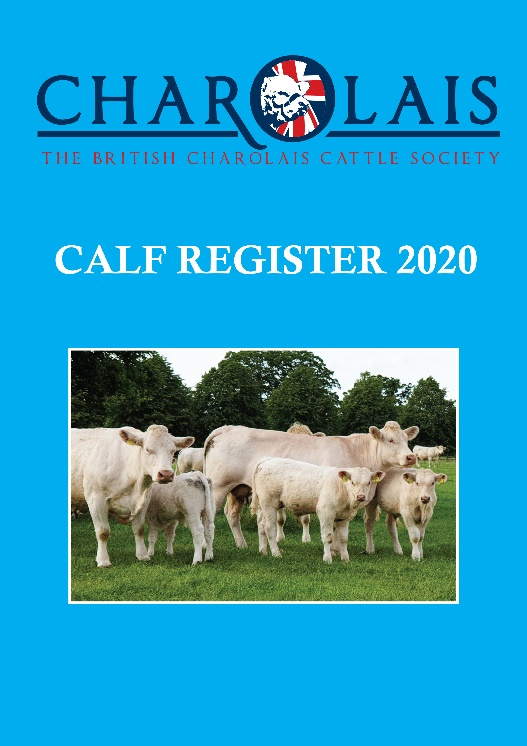 CHAROLAIS
THE BRITISH CHAROLAIS CATTLE SOCIETY
CALF REGISTER 2020